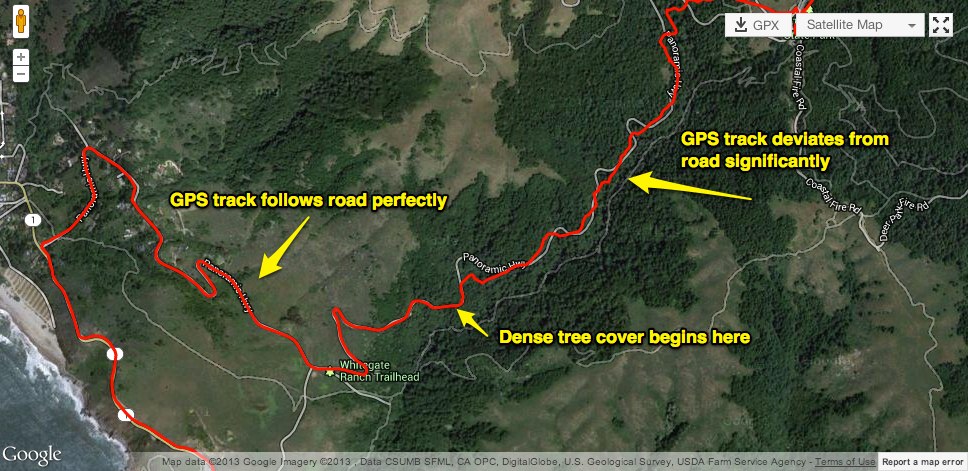 GPX
Satellite Map
+
−
Panoramic Hwy
Coastal Fire Rd
GPS track deviates from
road significantly
GPS track follows road perfectly
Coastal Fire Rd
Deer Park Fire Rd
1
Panoramic Hwy
Panoramic Hwy
Dense tree cover begins here
Whitegate
Ranch Trailhead
Google
Map data ©2013 Google Imagery ©2013 , Data CSUMB SFML, CA OPC, DigitalGlobe, U.S. Geological Survey, USDA Farm Service Agency - Terms of Use
Report a map error